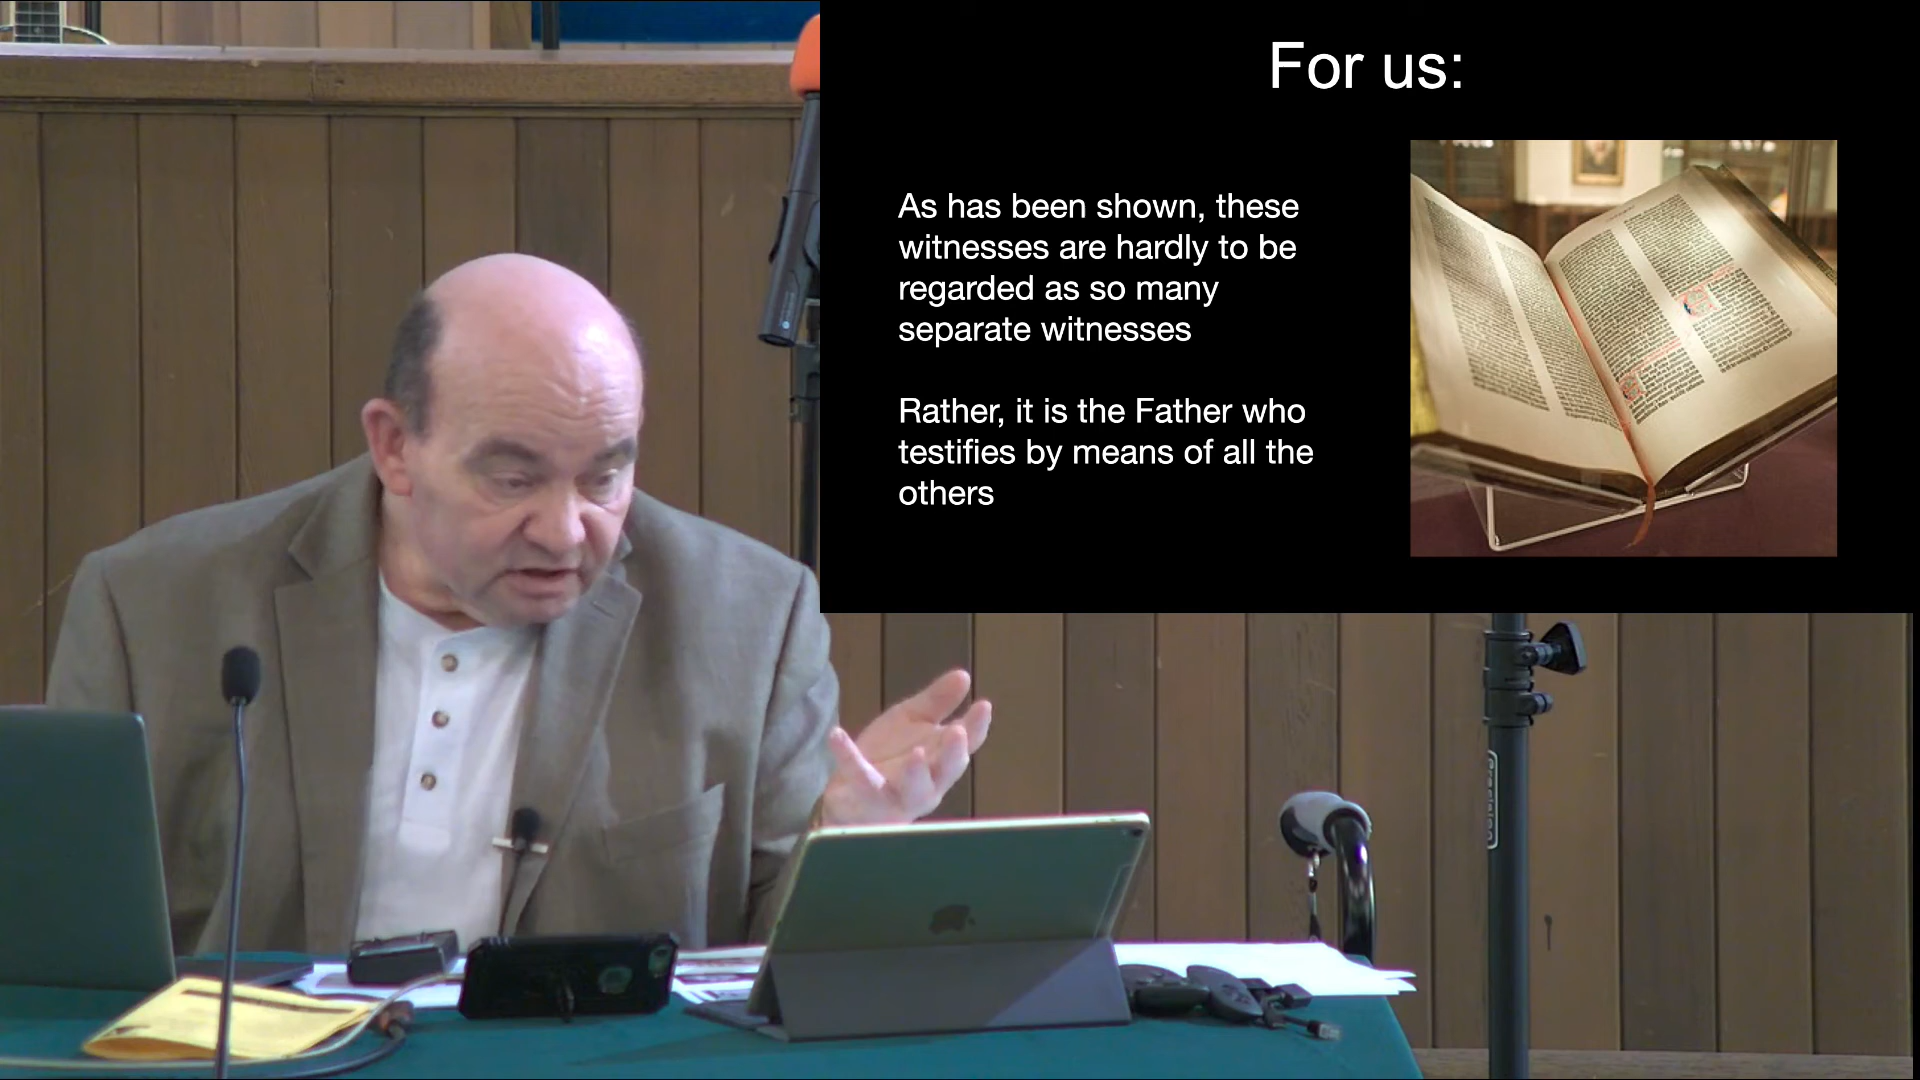 For us:
As has been shown, these
witnesses are hardly to be
regarded as so many
separate witnesses
Rather, it is the Father who
testifies by means of all the
others